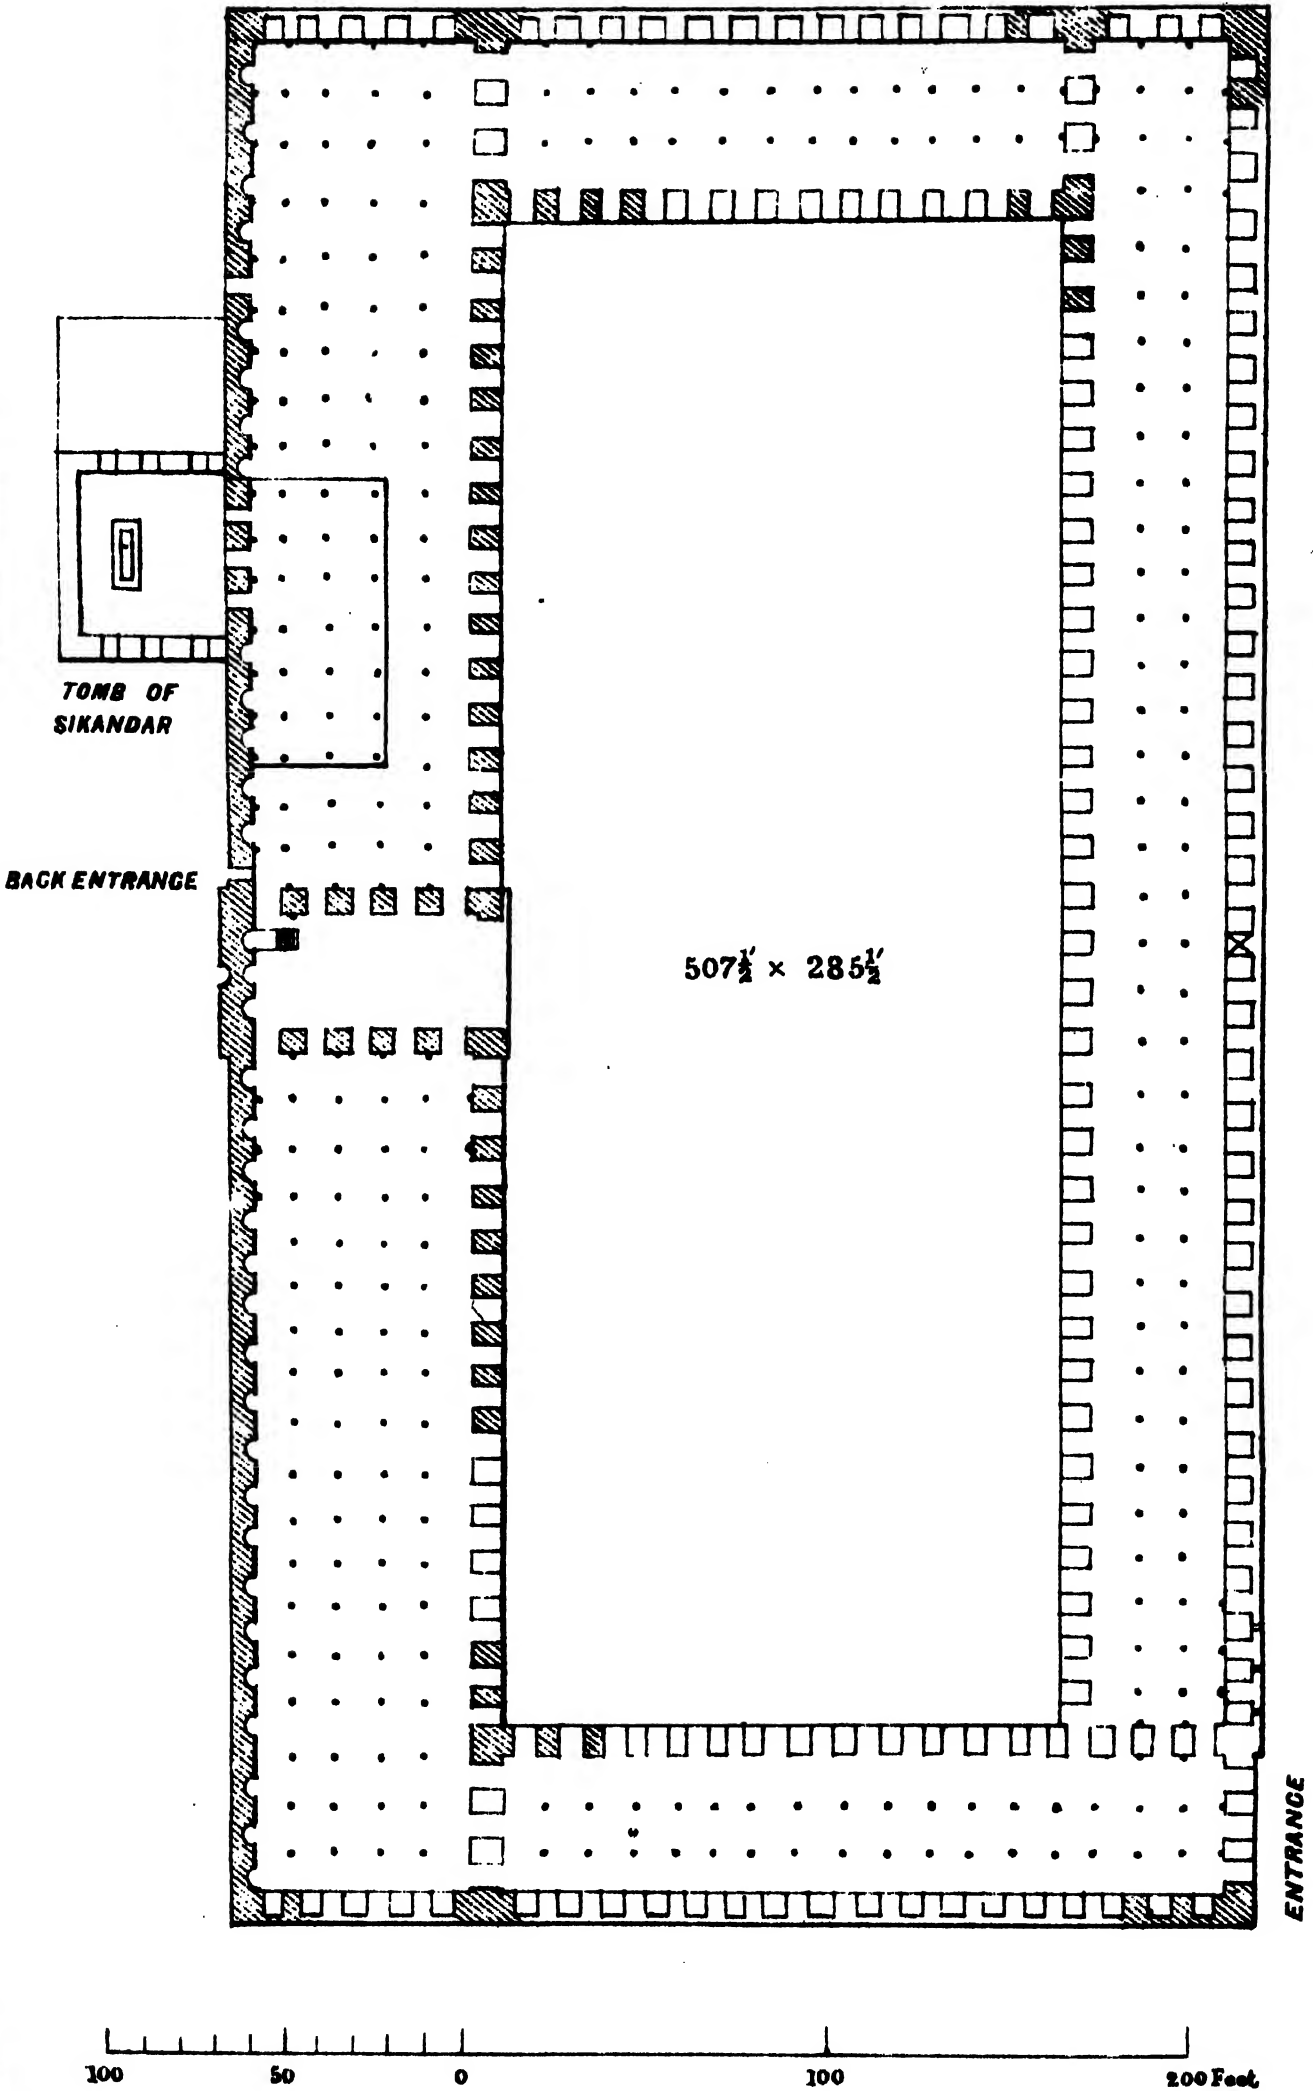 TOMB OF
SIKANDAR
BACK ENTRANCE
507½′ × 285½′
ENTRANCE
100 50 0 100 200 Feet